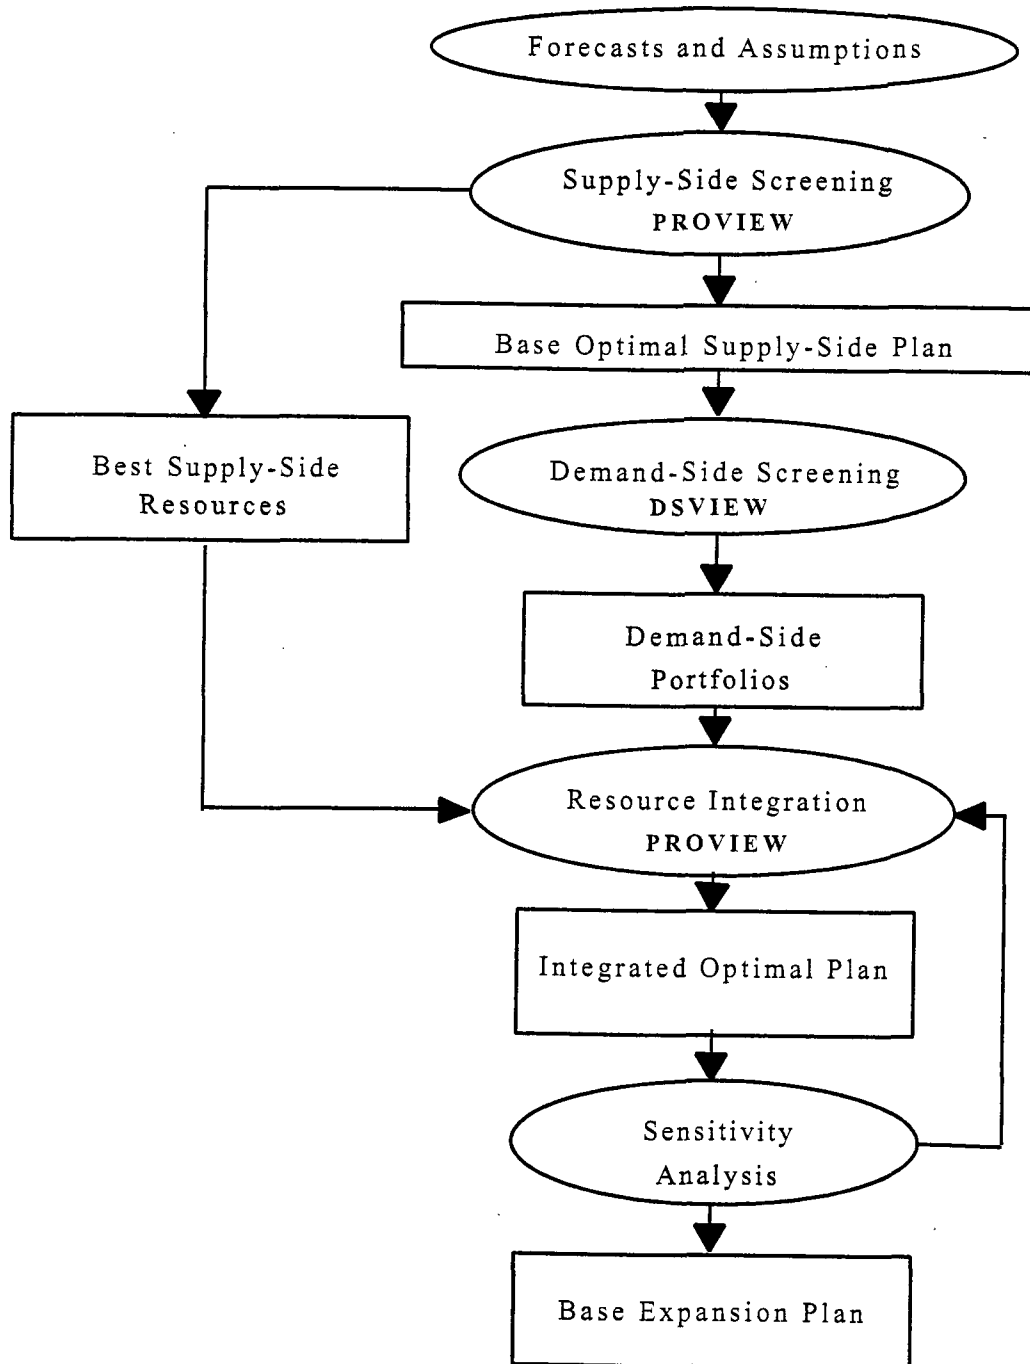 Forecasts and Assumptions
Supply-Side Screening
PROVIEW
Base Optimal Supply-Side Plan
Best Supply-Side
Resources
Demand-Side Screening
DSVIEW
Demand-Side
Portfolios
Resource Integration
PROVIEW
Integrated Optimal Plan
Sensitivity
Analysis
Base Expansion Plan